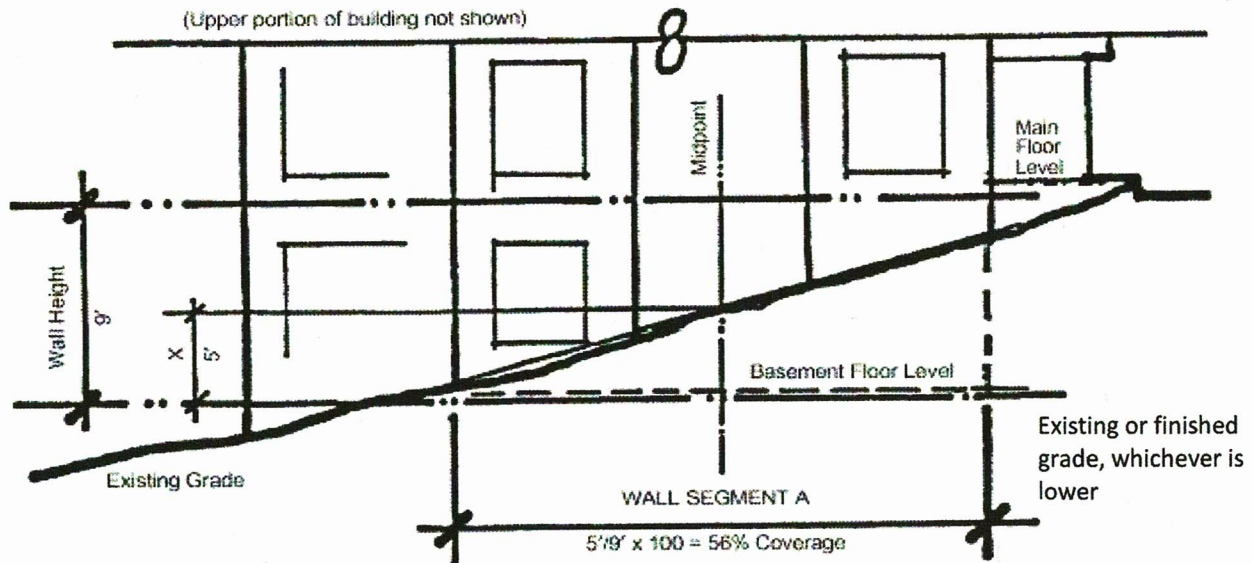 (Upper portion of building not shown)
8
Midpoint
Main
Floor
Level
Wall Height
9'
X
5'
Basement Floor Level
Existing Grade
Existing or finished
grade, whichever is
lower
WALL SEGMENT A
5'/9' x 100 = 56% Coverage